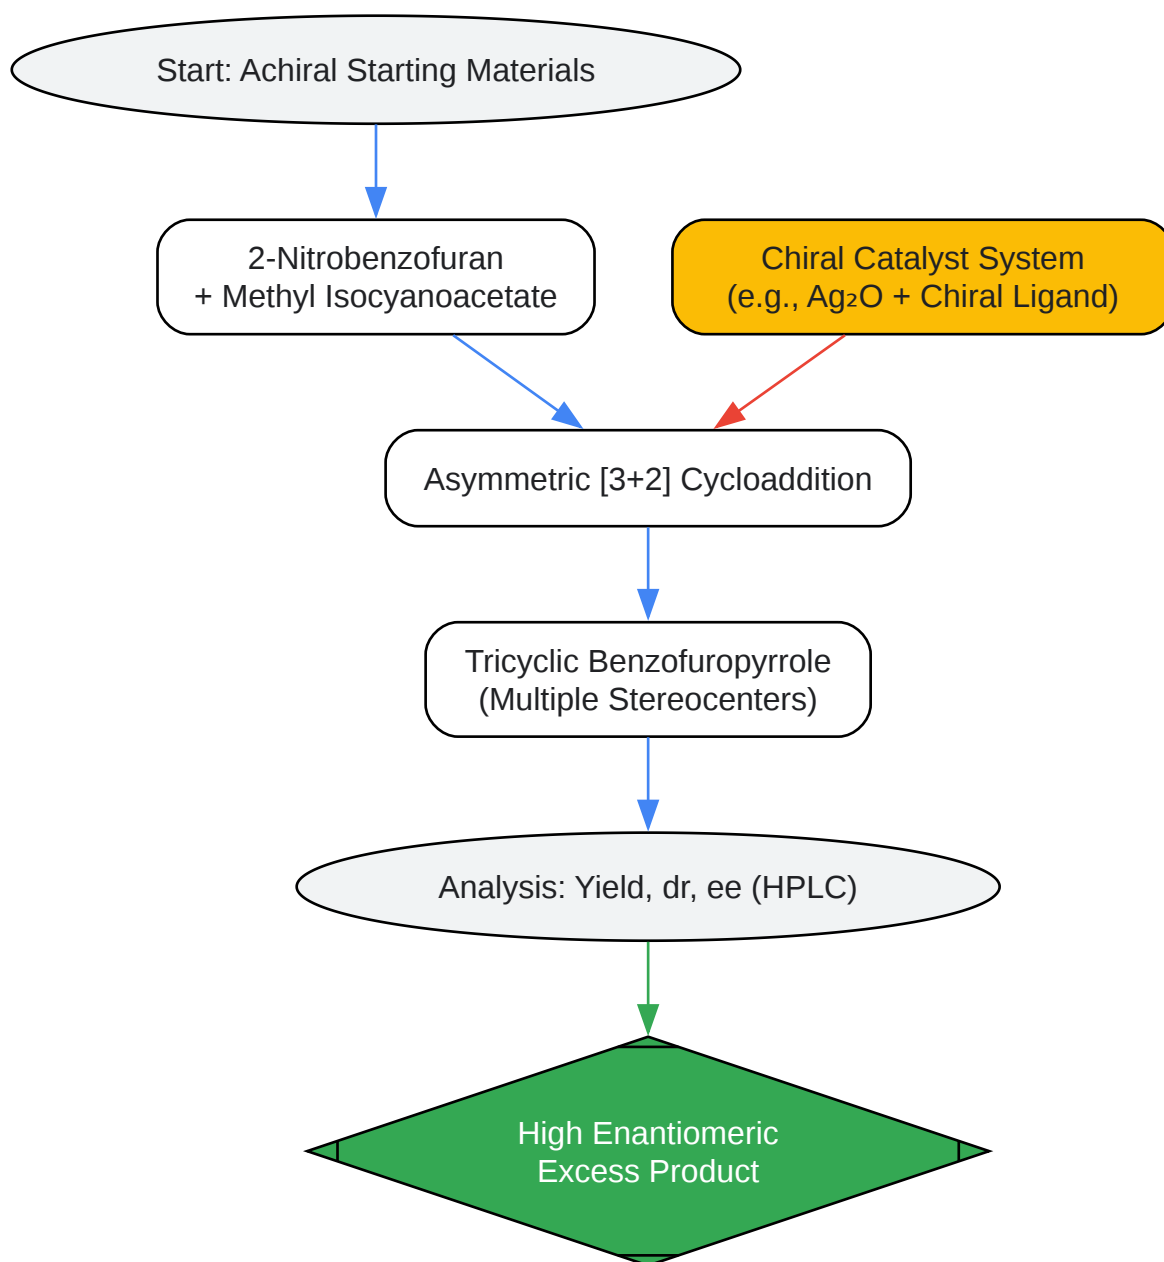 Start: Achiral Starting Materials
2-Nitrobenzofuran
+ Methyl Isocyanoacetate
Chiral Catalyst System
(e.g., Ag₂O + Chiral Ligand)
Asymmetric [3+2] Cycloaddition
Tricyclic Benzofuropyrrole
(Multiple Stereocenters)
Analysis: Yield, dr, ee (HPLC)
High Enantiomeric
Excess Product